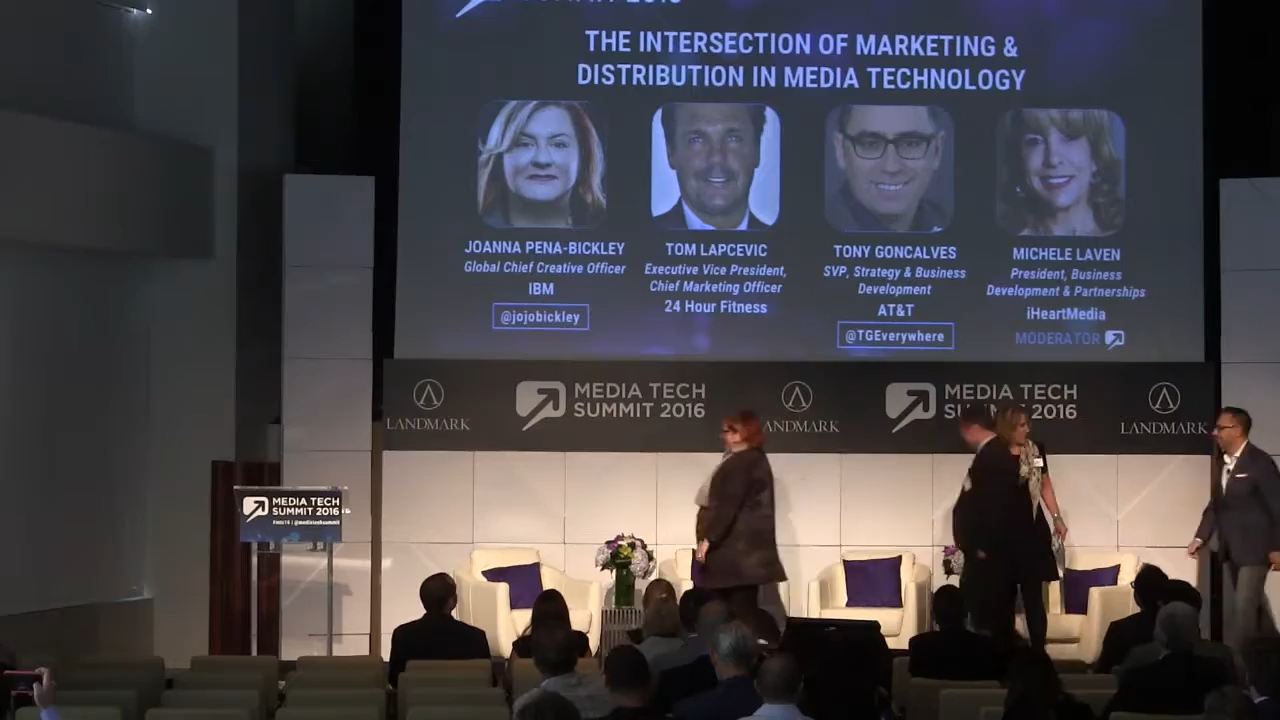 THE INTERSECTION OF MARKETING &
DISTRIBUTION IN MEDIA TECHNOLOGY
JOANNA PENA-BICKLEY
Global Chief Creative Officer
IBM
@jojobickley
TOM LAPCEVIC
Executive Vice President,
Chief Marketing Officer
24 Hour Fitness
TONY GONCALVES
SVP, Strategy & Business
Development
AT&T
@TGEverywhere
MICHELE LAVEN
President, Business
Development & Partnerships
iHeartMedia
MODERATOR
LANDMARK
MEDIA TECH
SUMMIT 2016
ANDMARK
MEDIA TECH
2016
LANDMARK
MEDIA TECH
SUMMIT 2016